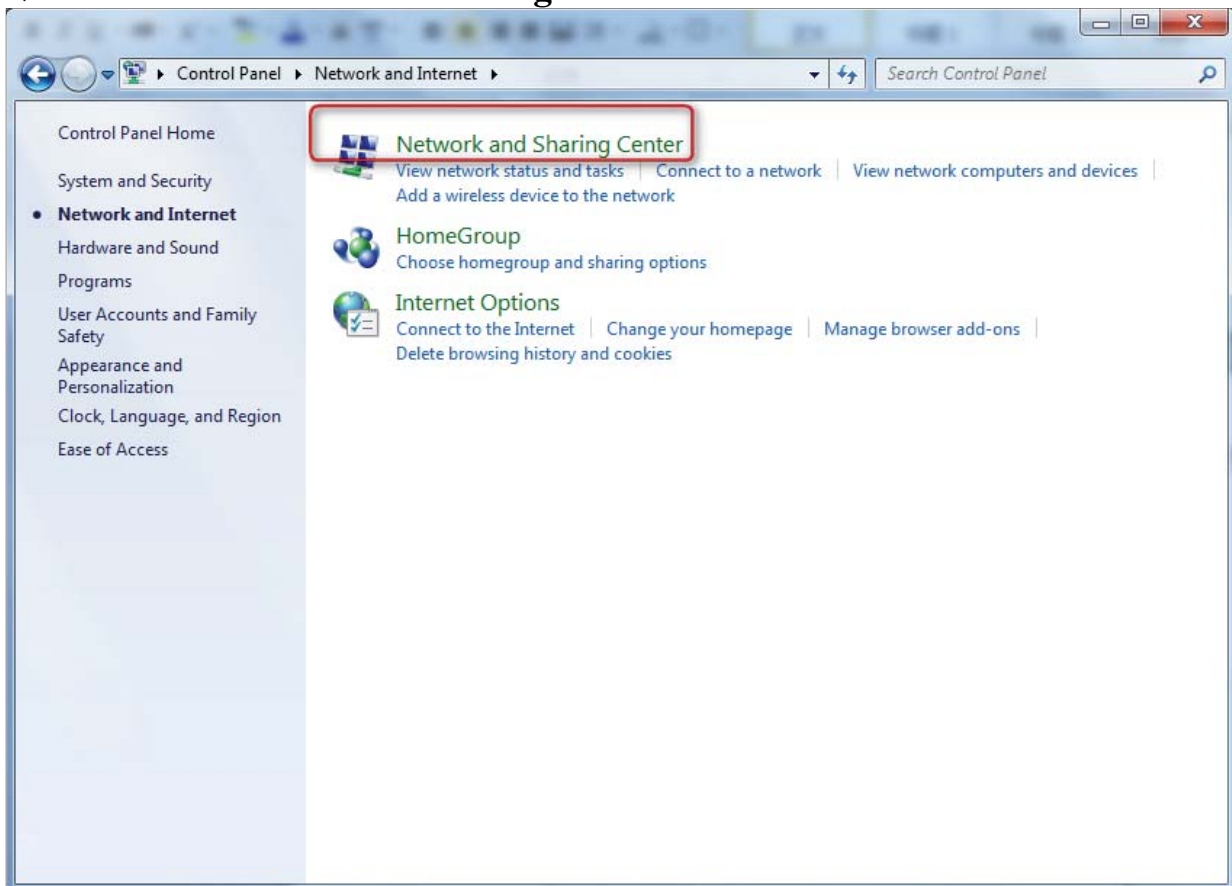 Control Panel
Network and Internet
Search Control Panel
Control Panel Home
System and Security
Network and Internet
Hardware and Sound
Programs
User Accounts and Family
Safety
Appearance and
Personalization
Clock, Language, and Region
Ease of Access
Network and Sharing Center
View network status and tasks
Connect to a network
View network computers and devices
Add a wireless device to the network
HomeGroup
Choose homegroup and sharing options
Internet Options
Connect to the Internet
Change your homepage
Manage browser add-ons
Delete browsing history and cookies